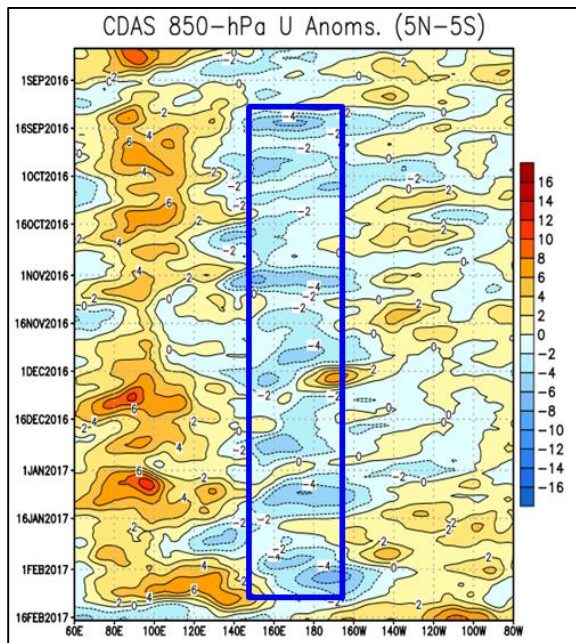 CDAS 850-hPa U Anoms. (5N-5S)
1SEP2016
16SEP2016
1OCT2016
16OCT2016
1NOV2016
16NOV2016
1DEC2016
16DEC2016
1JAN2017
16JAN2017
1FEB2017
16FEB2017
60E 80E 100E 120E 140E 160E 180 160W 140W 120W 100W 80W
16
14
12
10
8
6
4
2
0
-2
-4
-6
-8
-10
-12
-14
-16